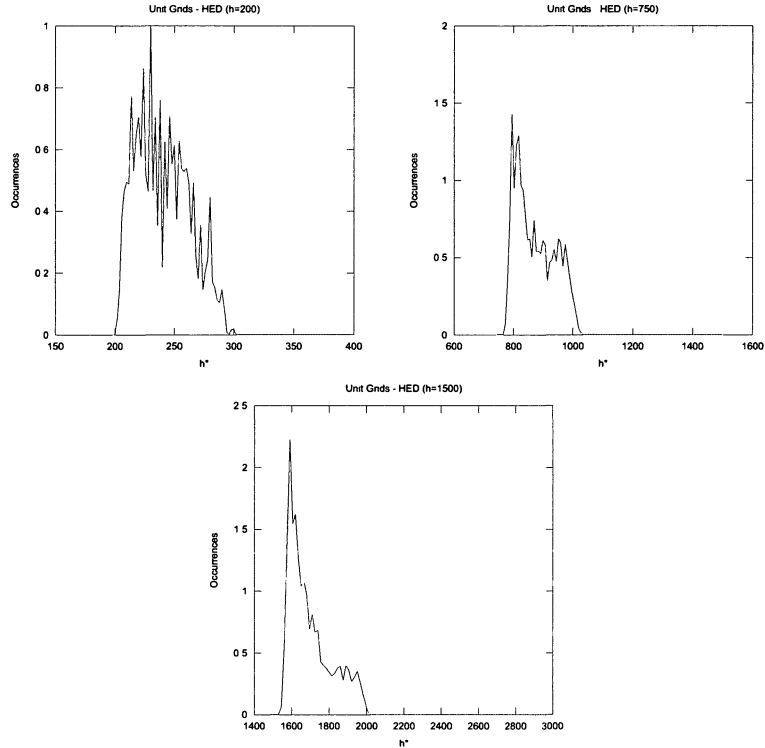 Unit Gnds - HED (h=200)
1
0 8
0 6
0 4
0 2
0
150 200 250 300 350 400
Occurrences
h*
Unit Gnds HED (h=750)
2
1 5
1
0 5
0
600 800 1000 1200 1400 1600
Occurrences
h*
Unit Gnds - HED (h=1500)
2 5
2
1 5
1
0 5
0
1400 1600 1800 2000 2200 2400 2600 2800 3000
Occurrences
h*